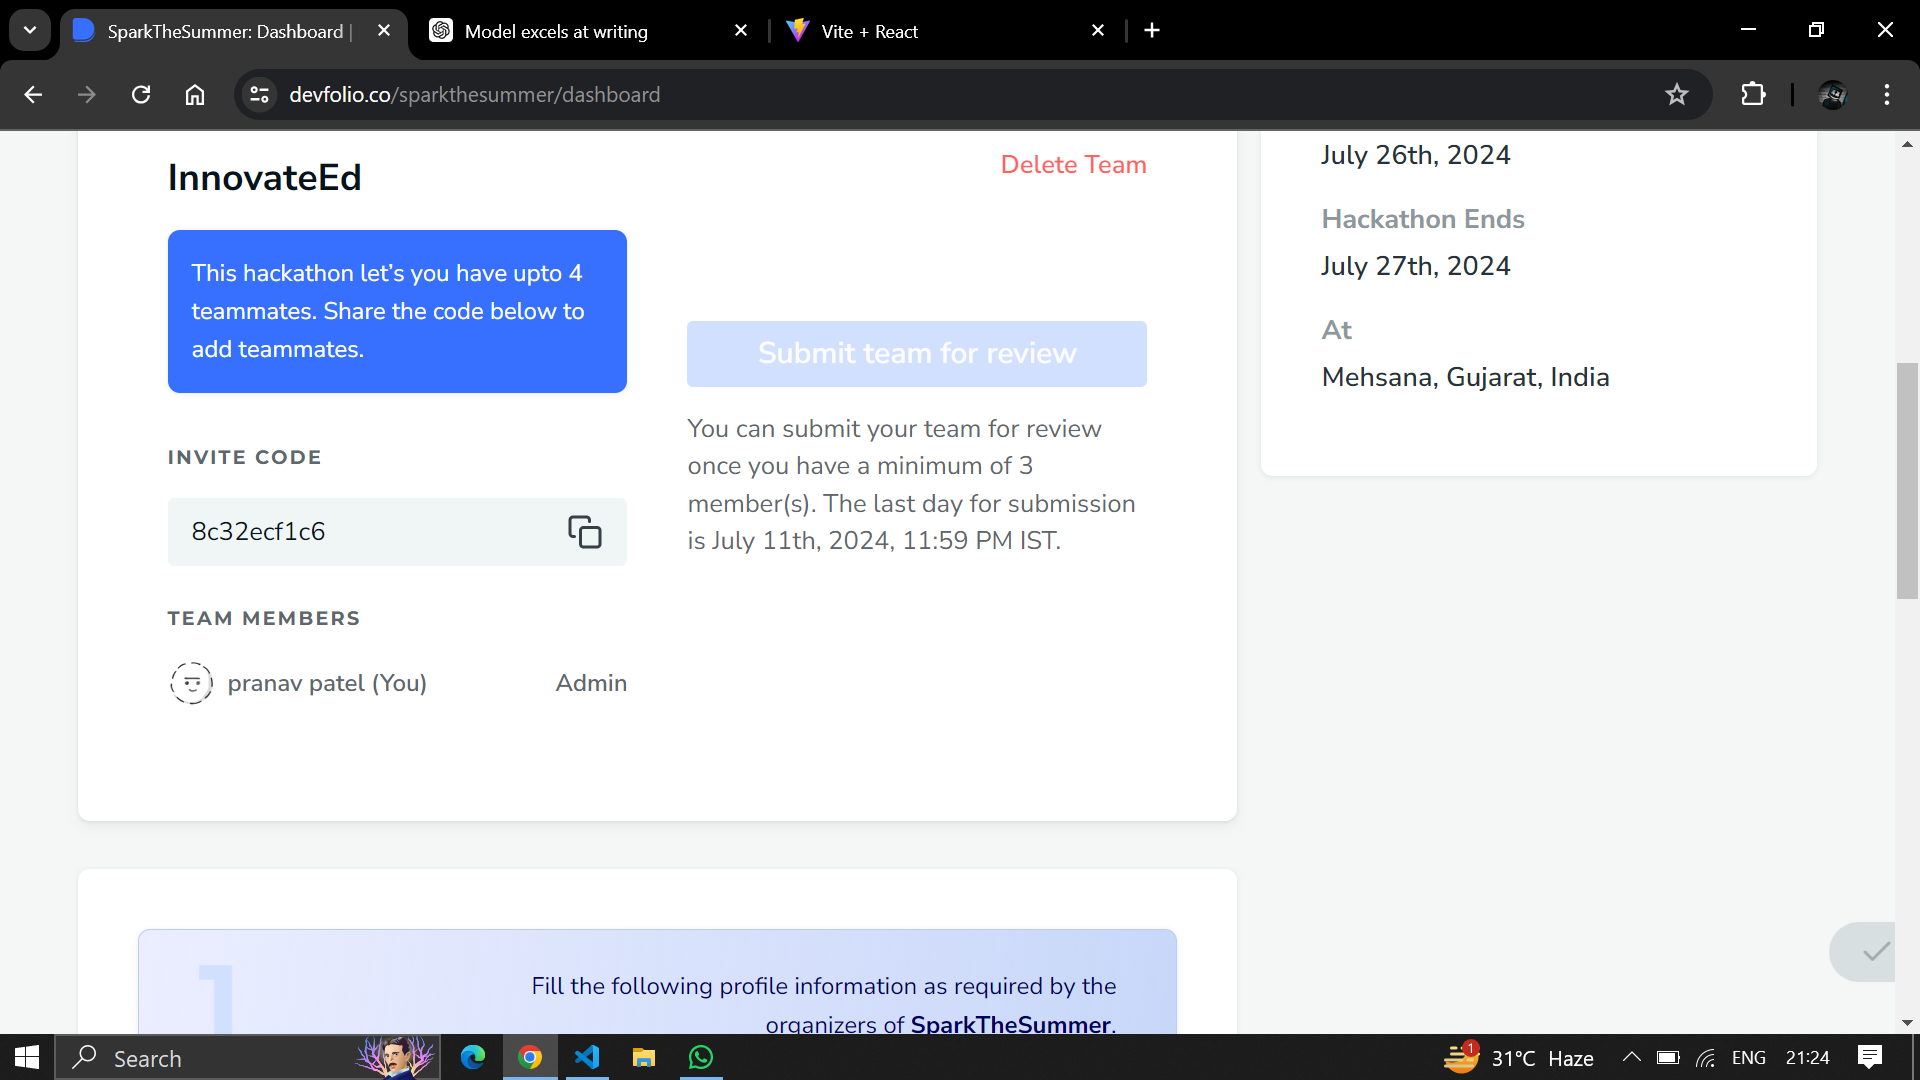 SparkTheSummer: Dashboard |
Model excels at writing
Vite + React
devfolio.co/sparkthesummer/dashboard
InnovateEd
Delete Team
This hackathon let’s you have upto 4
teammates. Share the code below to
add teammates.
INVITE CODE
8c32ecf1c6
TEAM MEMBERS
pranav patel (You)
Admin
Submit team for review
You can submit your team for review
once you have a minimum of 3
member(s). The last day for submission
is July 11th, 2024, 11:59 PM IST.
July 26th, 2024
Hackathon Ends
July 27th, 2024
At
Mehsana, Gujarat, India
1
Fill the following profile information as required by the
organizers of SparkTheSummer.
Search
1
31°C Haze
ENG
21:24